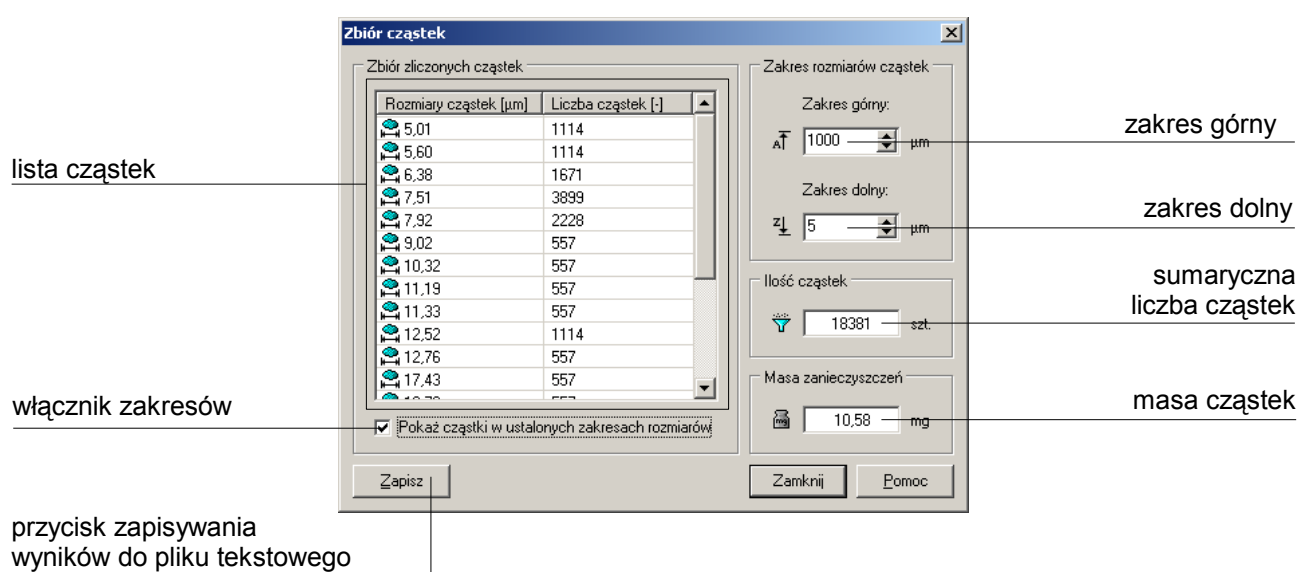 Zbiór cząstek
Zbiór zliczonych cząstek
Rozmiary cząstek [µm] Liczba cząstek [-]
5,01 1114
5,60 1114
6,38 1671
7,51 3899
7,92 2228
9,02 557
10,32 557
11,19 557
11,33 557
12,52 1114
12,76 557
17,43 557
Pokaż cząstki w ustalonych zakresach rozmiarów
Zapisz
Zakres rozmiarów cząstek
Zakres górny:
A 1000 µm
Zakres dolny:
Z 5 µm
Ilość cząstek
18381 szt.
Masa zanieczyszczeń
mg 10,58 mg
Zamknij Pomoc
lista cząstek
włącznik zakresów
przycisk zapisywania
wyników do pliku tekstowego
zakres górny
zakres dolny
sumaryczna
liczba cząstek
masa cząstek